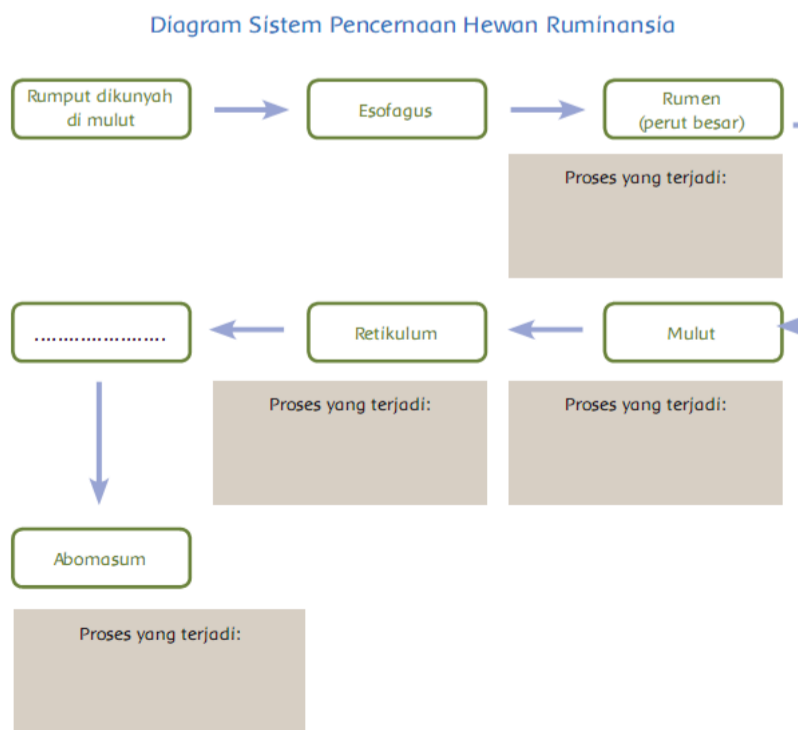 Diagram Sistem Pencernaan Hewan Ruminansia
Rumput dikunyah
di mulut
Esofagus
Rumen
(perut besar)
Proses yang terjadi:
Mulut
Proses yang terjadi:
Retikulum
Proses yang terjadi:
.......................
Abomasum
Proses yang terjadi: